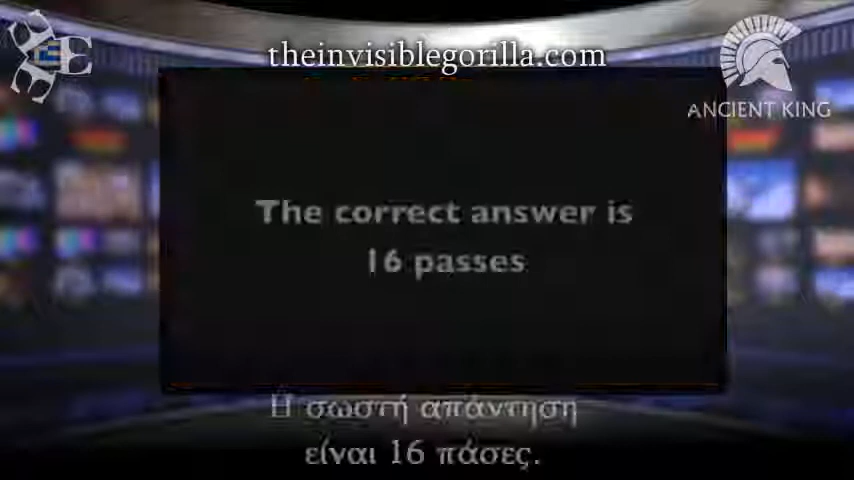 theinvisiblegorilla.com
ANCIENT KING
The correct answer is
16 passes
Η σωστή απάντηση
είναι 16 πάσες.